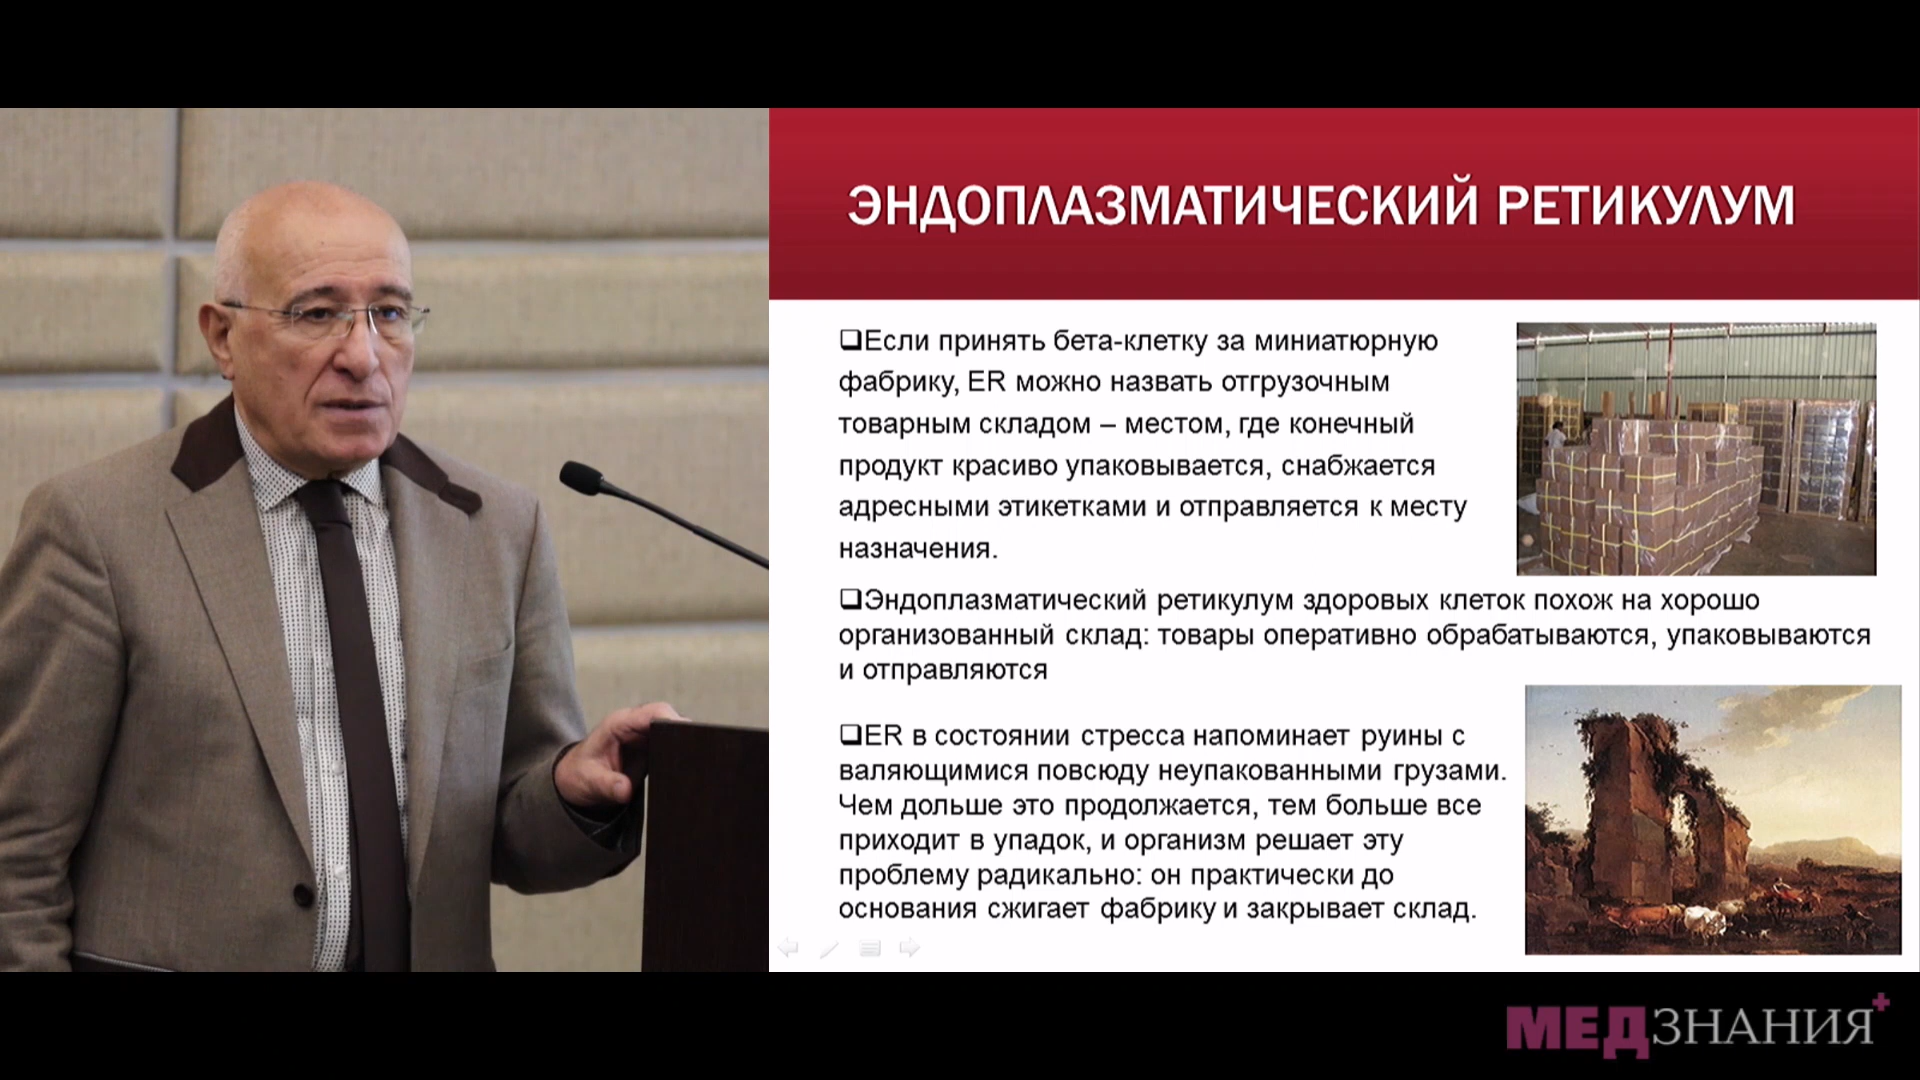 ЭНДОПЛАЗМАТИЧЕСКИЙ РЕТИКУЛУМ
❑Если принять бета-клетку за миниатюрную
фабрику, ER можно назвать отгрузочным
товарным складом – местом, где конечный
продукт красиво упаковывается, снабжается
адресными этикетками и отправляется к месту
назначения.
❑Эндоплазматический ретикулум здоровых клеток похож на хорошо
организованный склад: товары оперативно обрабатываются, упаковываются
и отправляются
❑ER в состоянии стресса напоминает руины с
валяющимися повсюду неупакованными грузами.
Чем дольше это продолжается, тем больше все
приходит в упадок, и организм решает эту
проблему радикально: он практически до
основания сжигает фабрику и закрывает склад.
МЕДЗНАНИЯ+